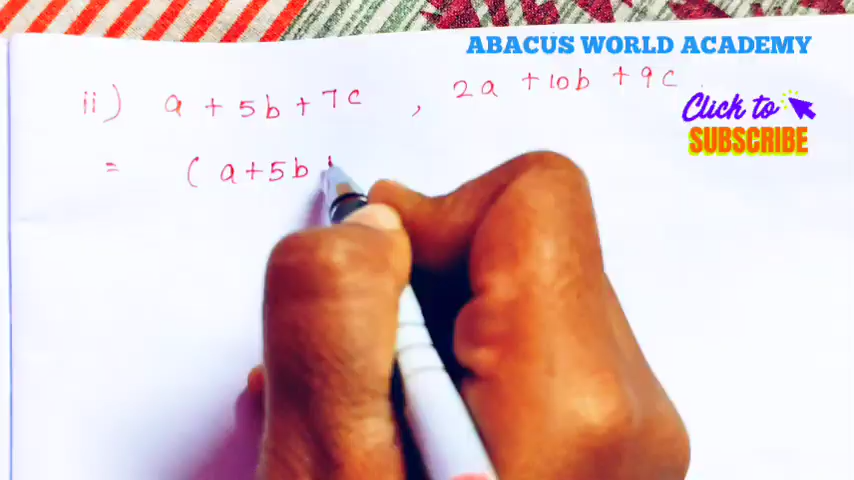 ABACUS WORLD ACADEMY
ii) a + 5b + 7c , 2a + 10b + 9c
Click to
SUBSCRIBE
= ( a+5b